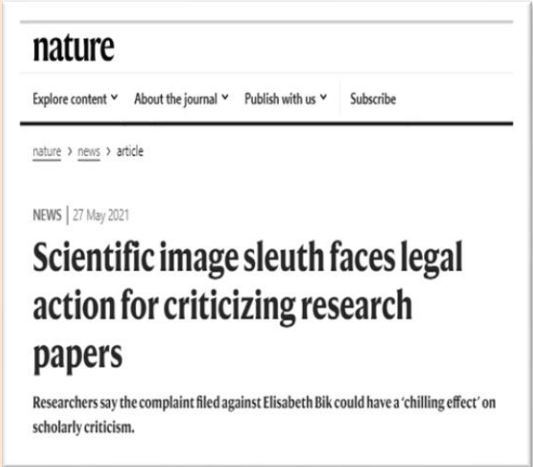 nature
Explore content About the journal Publish with us Subscribe
nature > news > article
NEWS | 27 May 2021
Scientific image sleuth faces legal
action for criticizing research
papers
Researchers say the complaint filed against Elisabeth Bik could have a ‘chilling effect’ on
scholarly criticism.